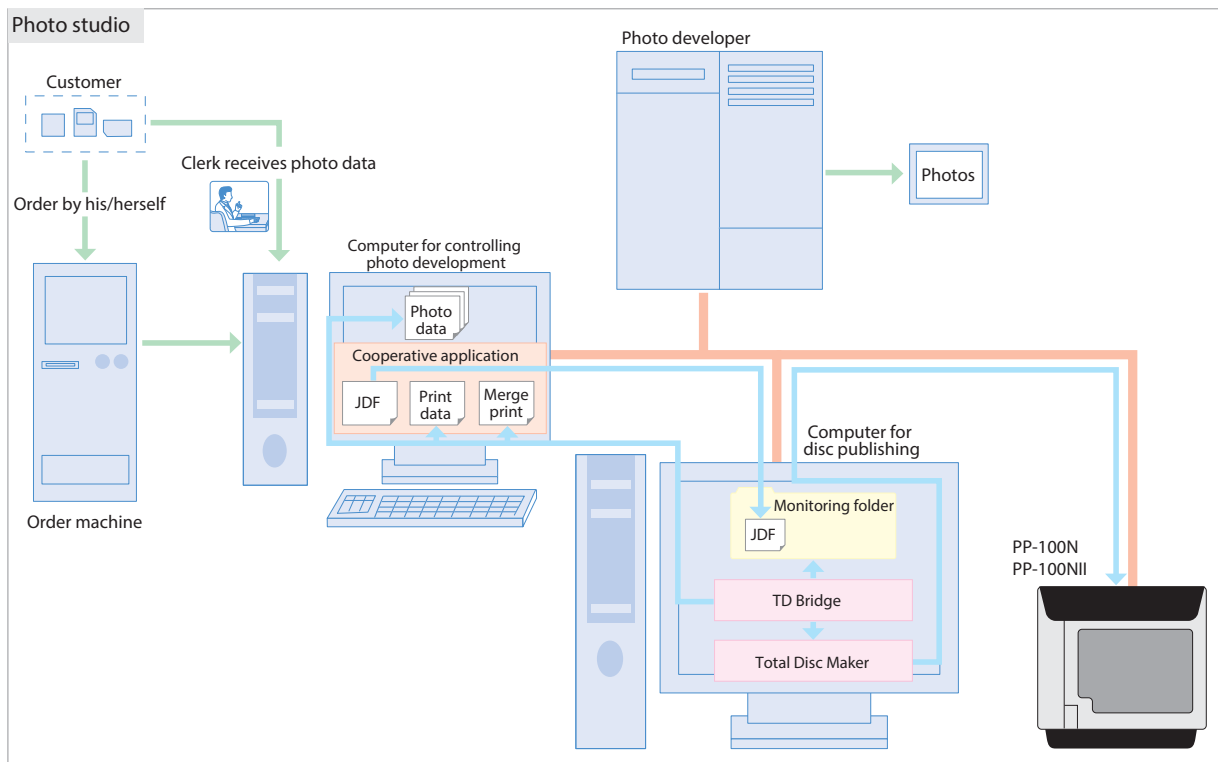 Photo studio
Photo developer
Customer
Clerk receives photo data
Photos
Order by his/herself
Computer for controlling
photo development
Photo
data
Cooperative application
JDF
Print
data
Merge
print
Computer for
disc publishing
Monitoring folder
JDF
Order machine
PP-100N
PP-100NII
TD Bridge
Total Disc Maker